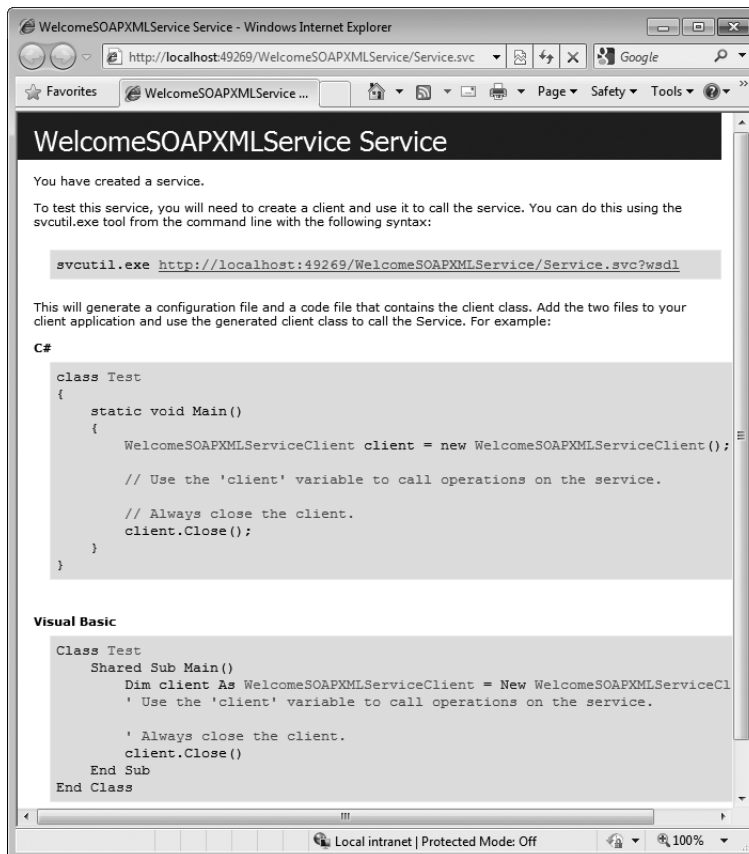 WelcomeSOAPXMLService Service - Windows Internet Explorer
http://localhost:49269/WelcomeSOAPXMLService/Service.svc
Google
Favorites
WelcomeSOAPXMLService ...
Page
Safety
Tools
WelcomeSOAPXMLService Service
You have created a service.
To test this service, you will need to create a client and use it to call the service. You can do this using the
svcutil.exe tool from the command line with the following syntax:
svcutil.exe http://localhost:49269/WelcomeSOAPXMLService/Service.svc?wsdl
This will generate a configuration file and a code file that contains the client class. Add the two files to your
client application and use the generated client class to call the Service. For example:
C#
class Test
{
    static void Main()
    {
        WelcomeSOAPXMLServiceClient client = new WelcomeSOAPXMLServiceClient();
        // Use the 'client' variable to call operations on the service.
        // Always close the client.
        client.Close();
    }
}
Visual Basic
Class Test
    Shared Sub Main()
        Dim client As WelcomeSOAPXMLServiceClient = New WelcomeSOAPXMLServiceCl
        ' Use the 'client' variable to call operations on the service.
        ' Always close the client.
        client.Close()
    End Sub
End Class
Local intranet | Protected Mode: Off
100%